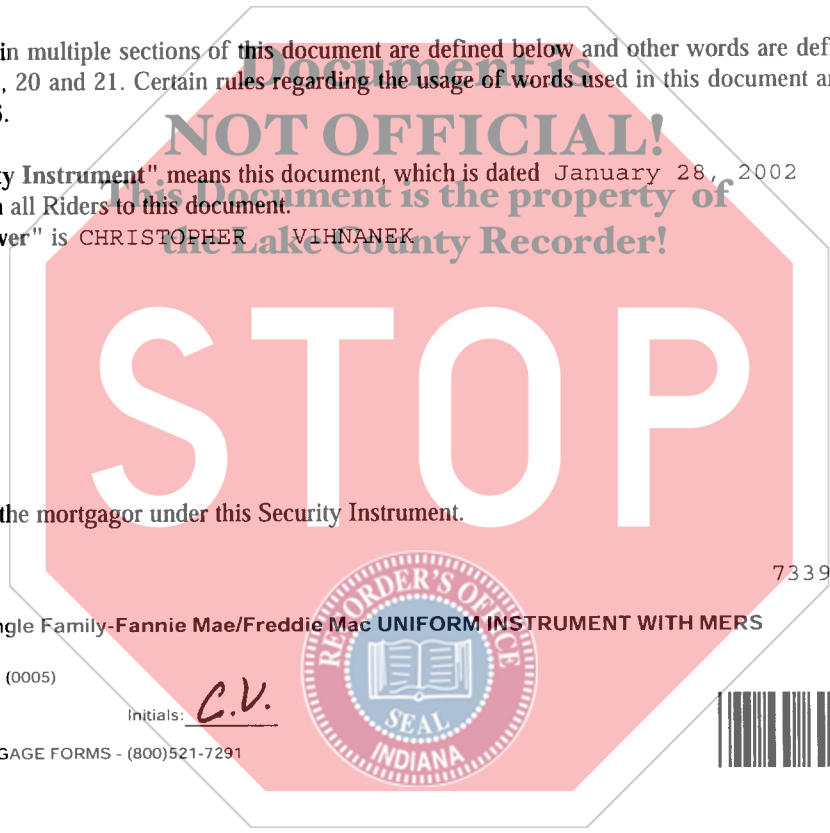 in multiple sections of this document are defined below and other words are defi
, 20 and 21. Certain rules regarding the usage of words used in this document ar
Document is
NOT OFFICIAL!
y Instrument" means this document, which is dated January 28, 2002
all Riders to this document.
This Document is the property of
wer" is CHRISTOPHER VIHNANEK
the Lake County Recorder!
STOP
the mortgagor under this Security Instrument.
7339
ngle Family-Fannie Mae/Freddie Mac UNIFORM INSTRUMENT WITH MERS
RECORDER'S OFFICE
(0005)
Initials: C.V.
SEAL
INDIANA
GAGE FORMS - (800)521-7291